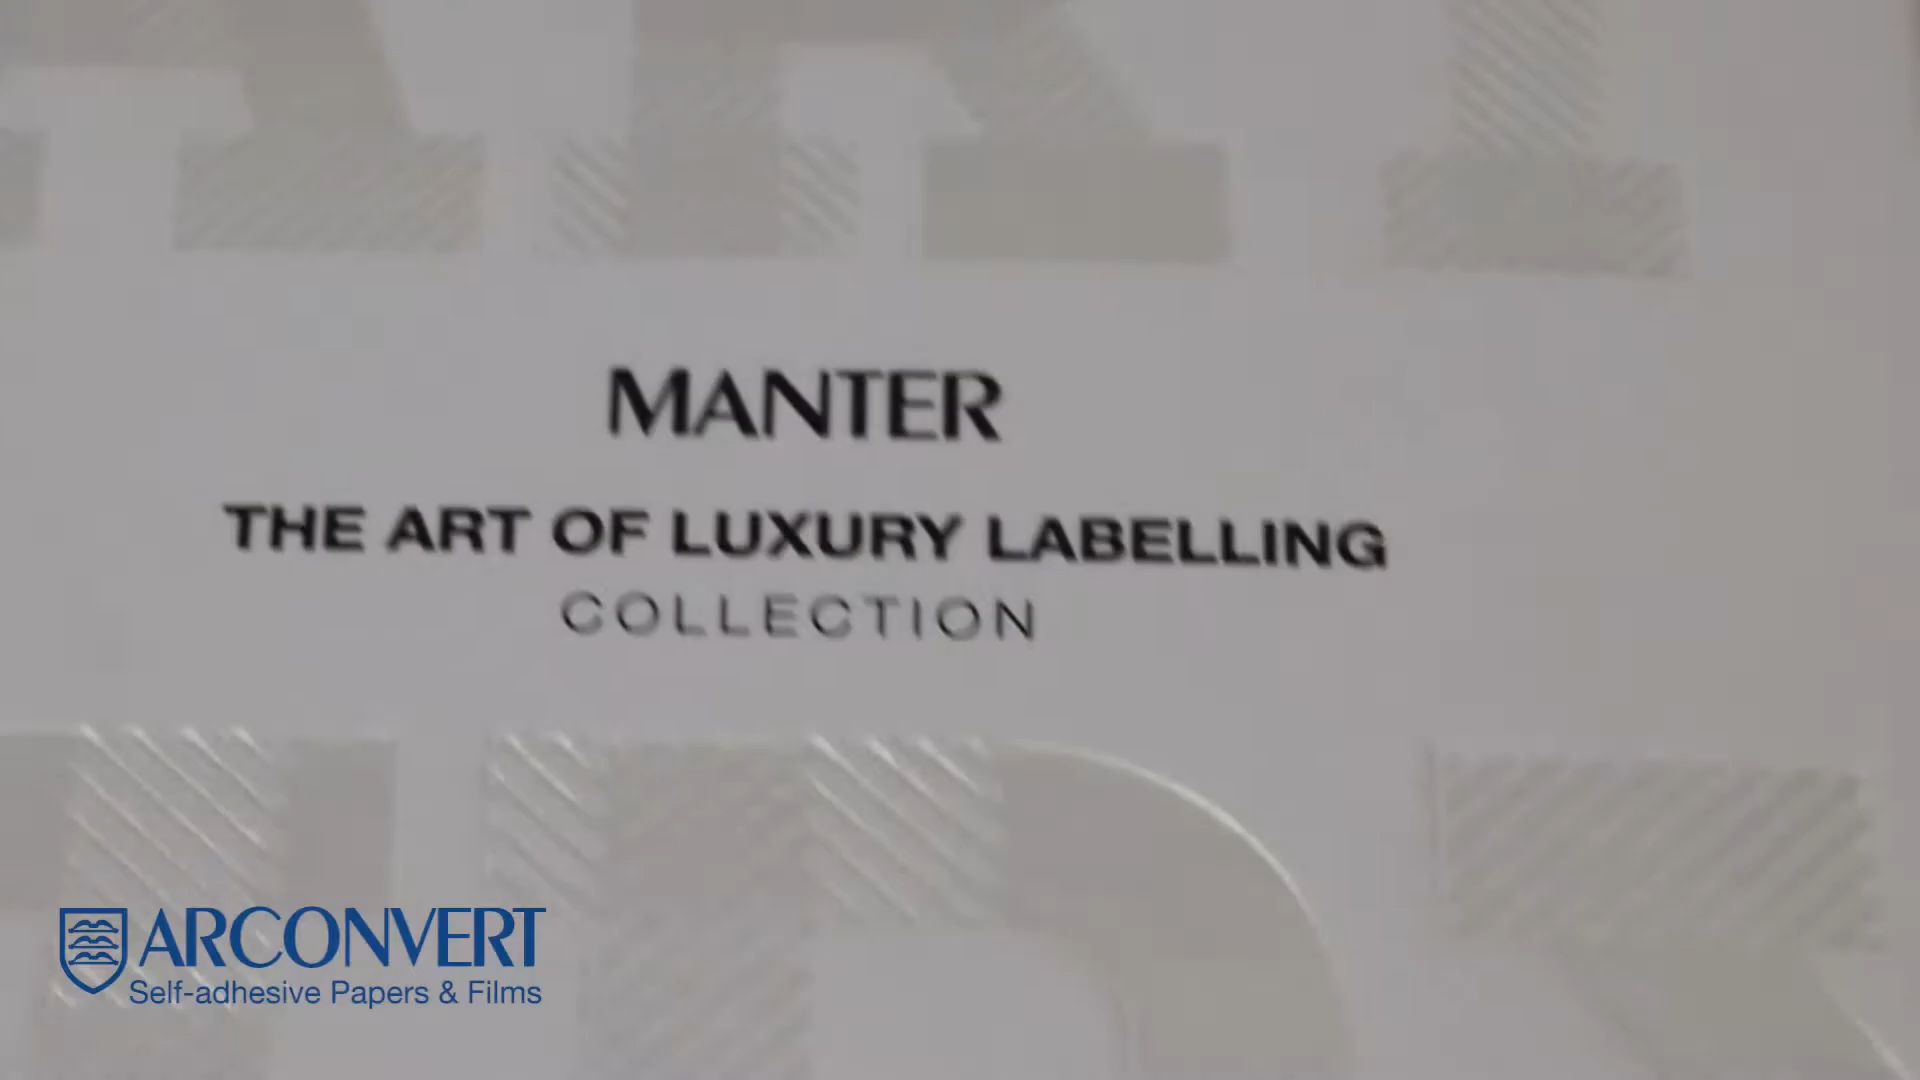 MANTER
THE ART OF LUXURY LABELLING
COLLECTION
ARCONVERT
Self-adhesive Papers & Films